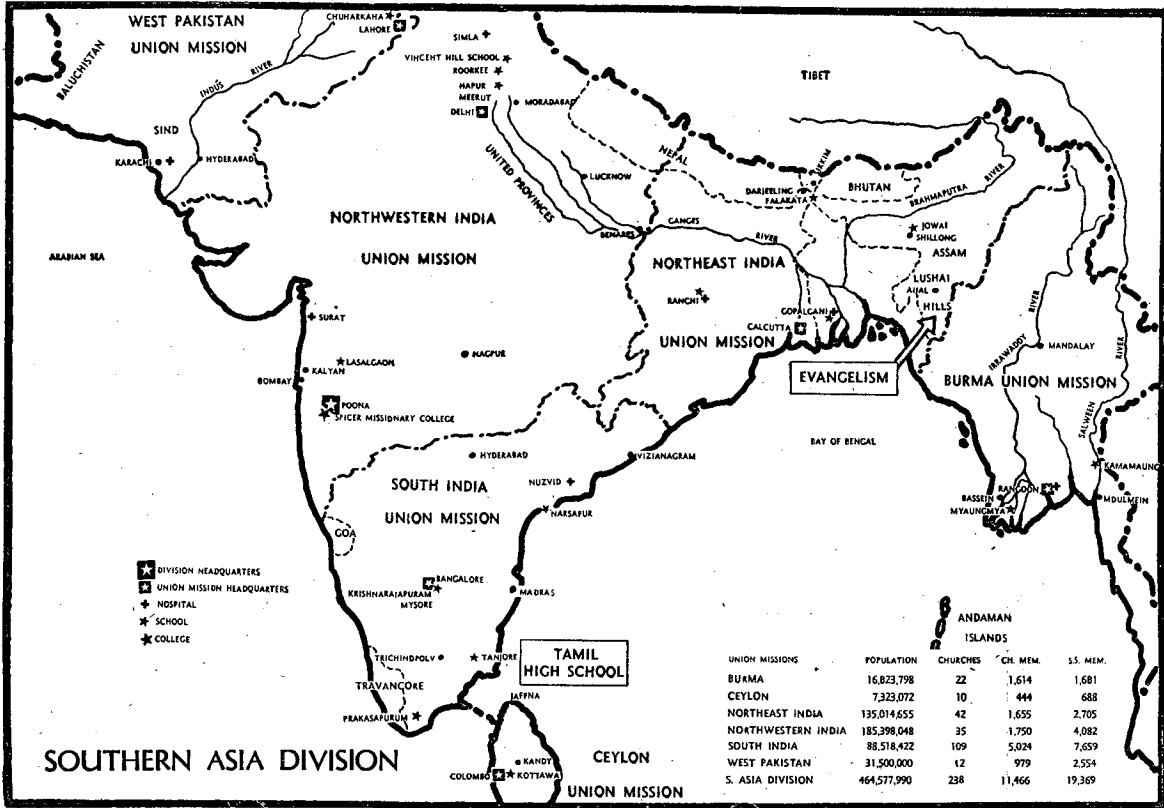 WEST PAKISTAN
UNION MISSION
CHUHARKAHA
LAHORE
BALUCHISTAN
INDUS
RIVER
SIND
KARACHI
HYDERABAD
SIMLA
VINCENT HILL SCHOOL
ROORKEE
HAPUR
MEERUT
DELHI
MORADABAD
TIBET
NEPAL
UNITED PROVINCES
LUCKNOW
SIKKIM
DARJEELING
FALAKATA
BHUTAN
BRAHMAPUTRA
RIVER
NORTHWESTERN INDIA
UNION MISSION
ARABIAN SEA
BENARES
GANGES
RIVER
JOWAI
SHILLONG
ASSAM
NORTHEAST INDIA
UNION MISSION
RANCHI
LUSHAI
AIJAL
HILLS
GOPALGANJ
CALCUTTA
EVANGELISM
SURAT
LASALGAON
NAGPUR
KALYAN
BOMBAY
POONA
SPICER MISSIONARY COLLEGE
IRRAWADDY
RIVER
MANDALAY
BURMA UNION MISSION
SALWEEN
RIVER
BAY OF BENGAL
HYDERABAD
VIZIANAGRAM
SOUTH INDIA
UNION MISSION
NUZVID
NARSAPUR
GOA
KAMAMAUNG
RANGOON
BASSEIN
MYAUNGMYA
MOULMEIN
DIVISION HEADQUARTERS
UNION MISSION HEADQUARTERS
HOSPITAL
SCHOOL
COLLEGE
BANGALORE
KRISHNARAJAPURAM
MYSORE
MADRAS
ANDAMAN
ISLANDS
TRICHINOPOLY
TANJORE
TAMIL
HIGH SCHOOL
TRAVANCORE
PRAKASAPURUM
JAFFNA
SOUTHERN ASIA DIVISION
KANDY
COLOMBO
KOTTAWA
CEYLON
UNION MISSION
UNION MISSIONS POPULATION CHURCHES CH. MEM. S.S. MEM.
BURMA 16,823,798 22 1,614 1,681
CEYLON 7,323,072 10 444 688
NORTHEAST INDIA 135,014,655 42 1,655 2,705
NORTHWESTERN INDIA 185,398,048 35 1,750 4,082
SOUTH INDIA 88,518,422 109 5,024 7,659
WEST PAKISTAN 31,500,000 979 2,554
S. ASIA DIVISION 464,577,990 238 11,466 19,369